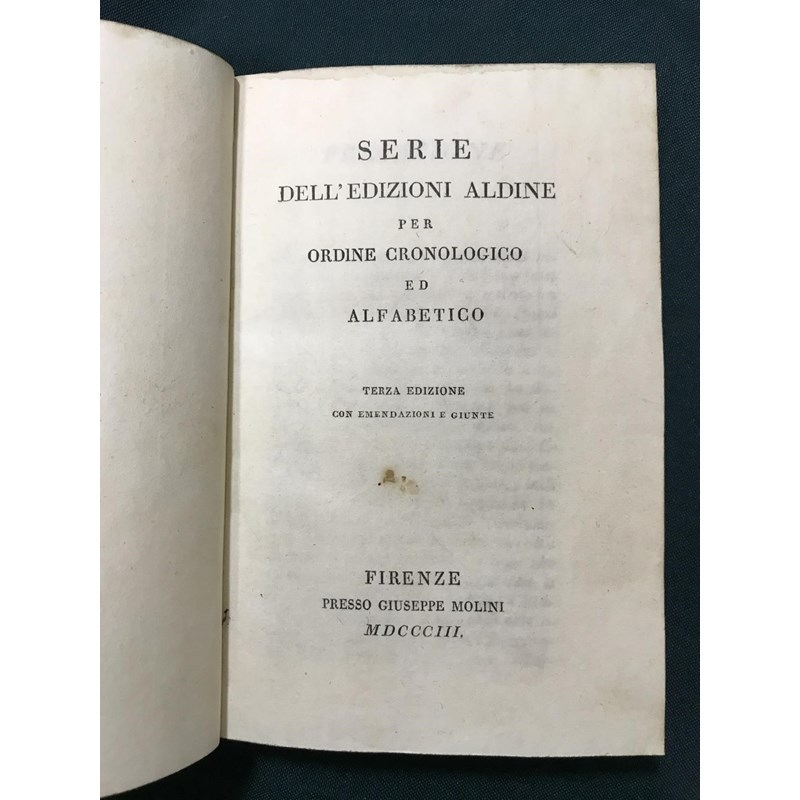 SERIE
DELL'EDIZIONI ALDINE
PER
ORDINE CRONOLOGICO
ED
ALFABETICO
TERZA EDIZIONE
CON EMENDAZIONI E GIUNTE
FIRENZE
PRESSO GIUSEPPE MOLINI
MDCCCIII.